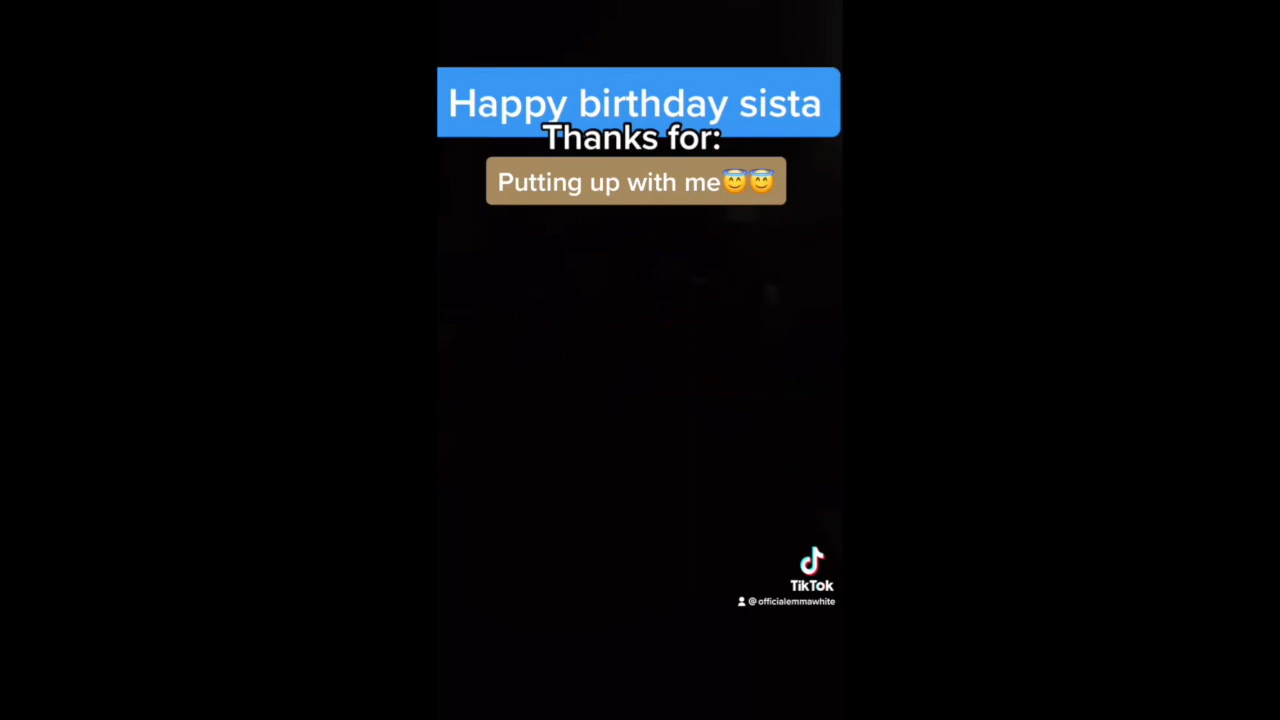 Happy birthday sista
Thanks for:
Putting up with me😇😇
TikTok
@officialemmawhite